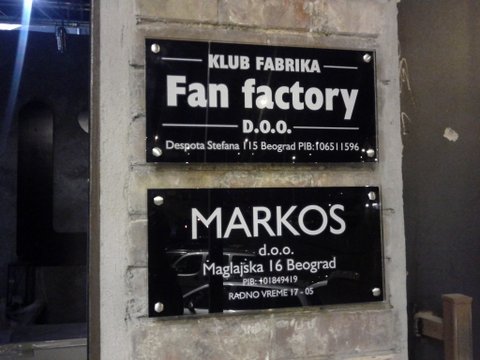 KLUB FABRIKA
Fan factory
D.O.O.
Despota Stefana 115 Beograd PIB:106511596
MARKOS
d.o.o.
Maglajska 16 Beograd
PIB: 101849419
RADNO VREME 17 - 05